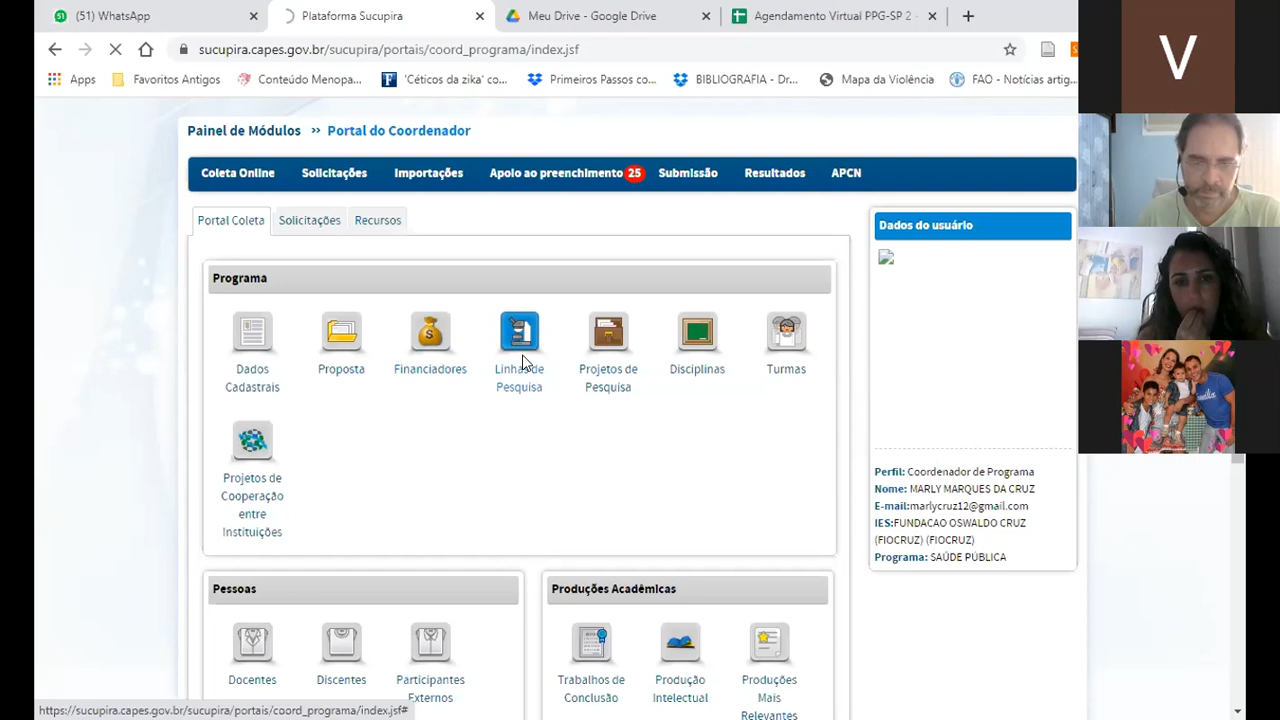 (51) WhatsApp
Plataforma Sucupira
Meu Drive - Google Drive
Agendamento Virtual PPG-SP 2 -
sucupira.capes.gov.br/sucupira/portais/coord_programa/index.jsf
Apps
Favoritos Antigos
Conteúdo Menopa...
'Céticos da zika' co...
Primeiros Passos co...
BIBLIOGRAFIA - Dr...
Mapa da Violência
FAO - Notícias artig...
V
Painel de Módulos >> Portal do Coordenador
Coleta Online
Solicitações
Importações
Apoio ao preenchimento 25
Submissão
Resultados
APCN
Portal Coleta
Solicitações
Recursos
Dados do usuário
Programa
Dados
Cadastrais
Proposta
Financiadores
Linhas de
Pesquisa
Projetos de
Pesquisa
Disciplinas
Turmas
Projetos de
Cooperação
entre
Instituições
Perfil: Coordenador de Programa
Nome: MARLY MARQUES DA CRUZ
E-mail:marlycruz12@gmail.com
IES:FUNDACAO OSWALDO CRUZ
(FIOCRUZ) (FIOCRUZ)
Programa: SAÚDE PÚBLICA
Pessoas
Docentes
Discentes
Participantes
Externos
Produções Acadêmicas
Trabalhos de
Conclusão
Produção
Intelectual
Produções
Mais
Relevantes
https://sucupira.capes.gov.br/sucupira/portais/coord_programa/index.jsf#